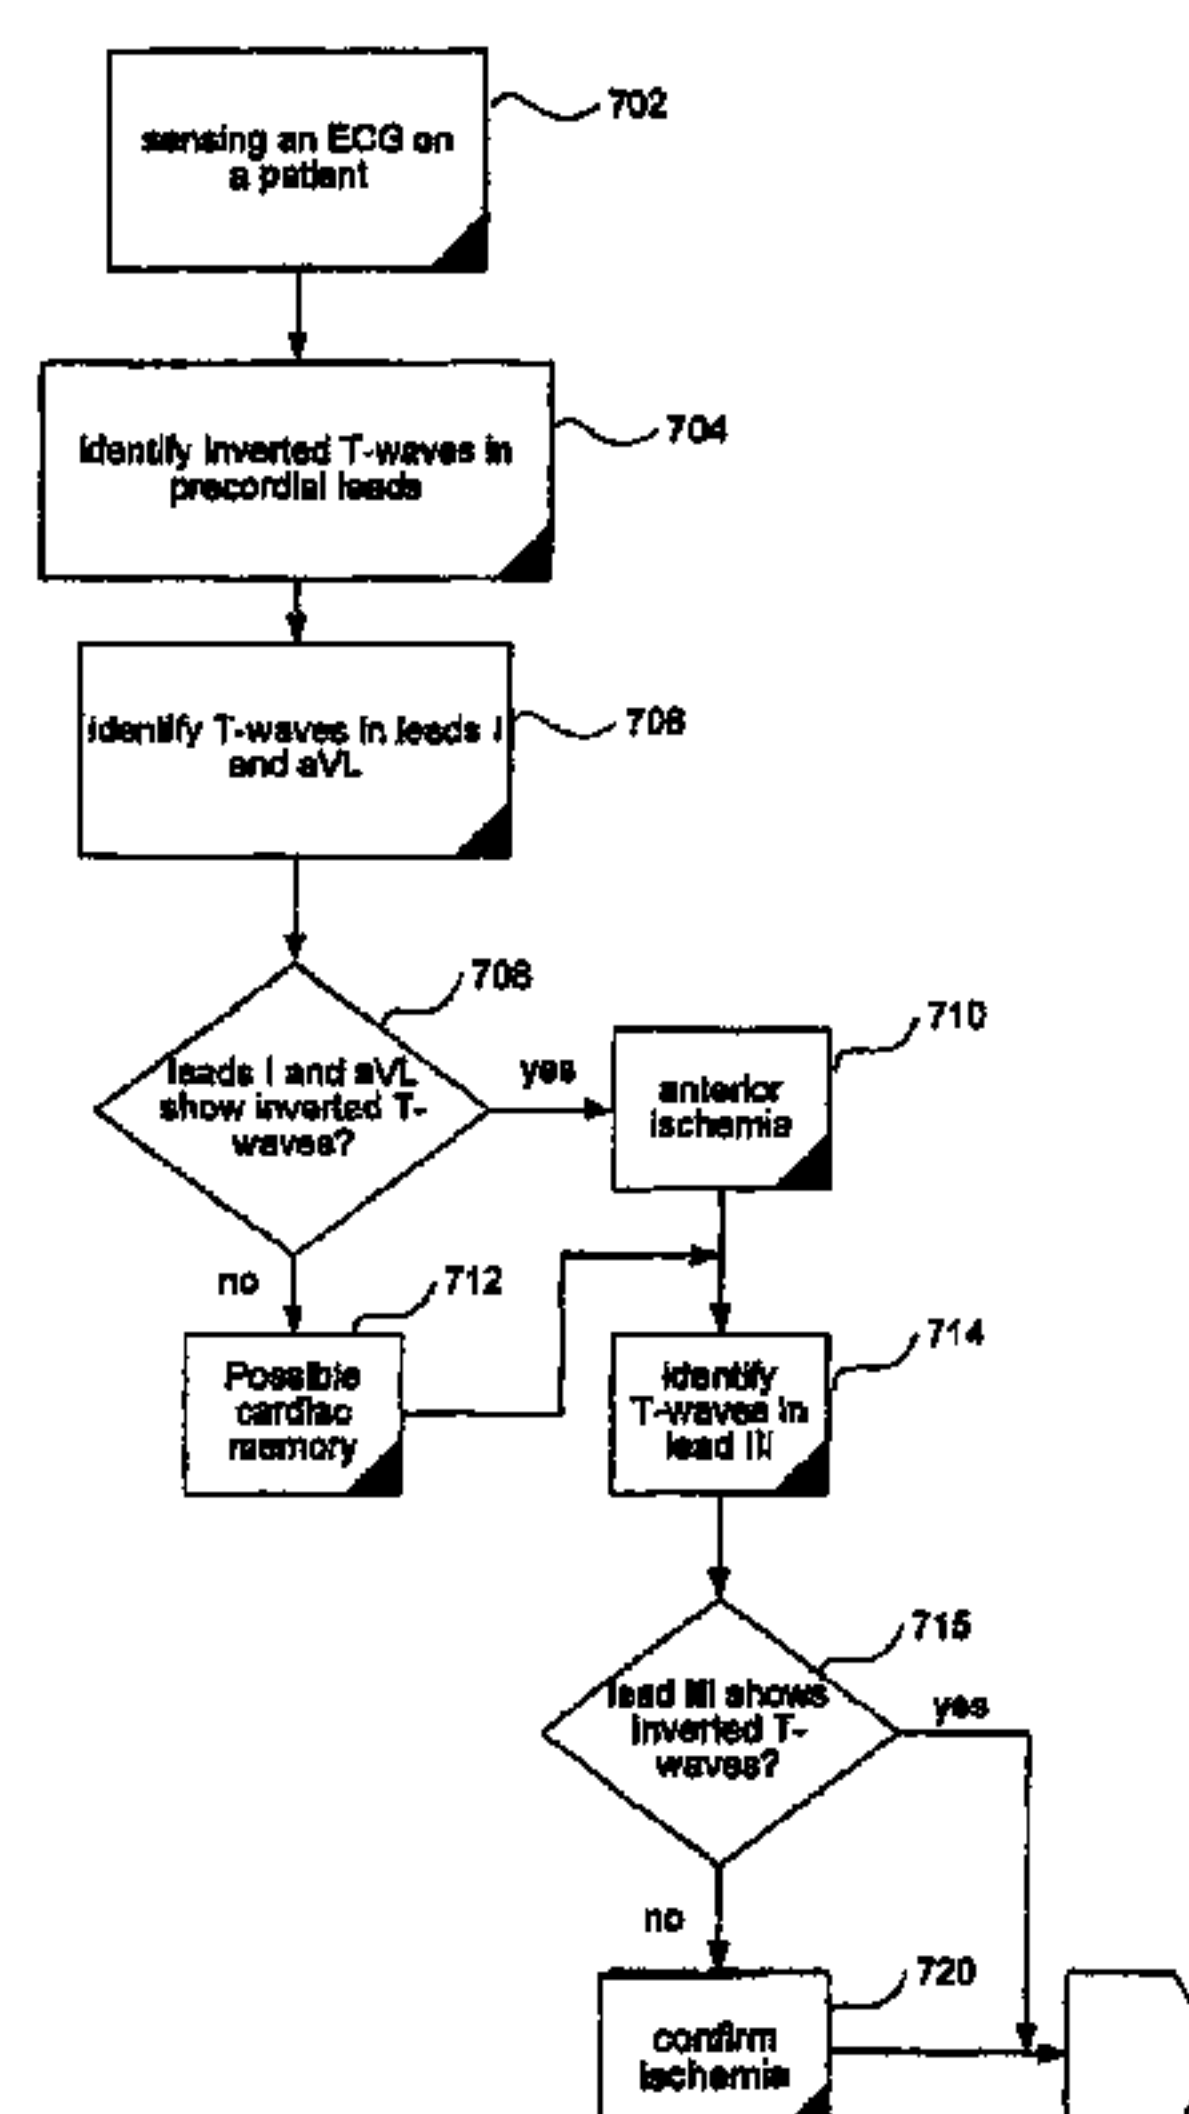 702
sensing an ECG on
a patient
704
identify inverted T-waves in
precordial leads
706
identify T-waves in leads I
and aVL
708
leads I and aVL
show inverted T-
waves?
yes
710
anterior
ischemia
no
712
Possible
cardiac
memory
714
identify
T-waves in
lead III
715
lead III shows
inverted T-
waves?
yes
no
720
confirm
ischemia